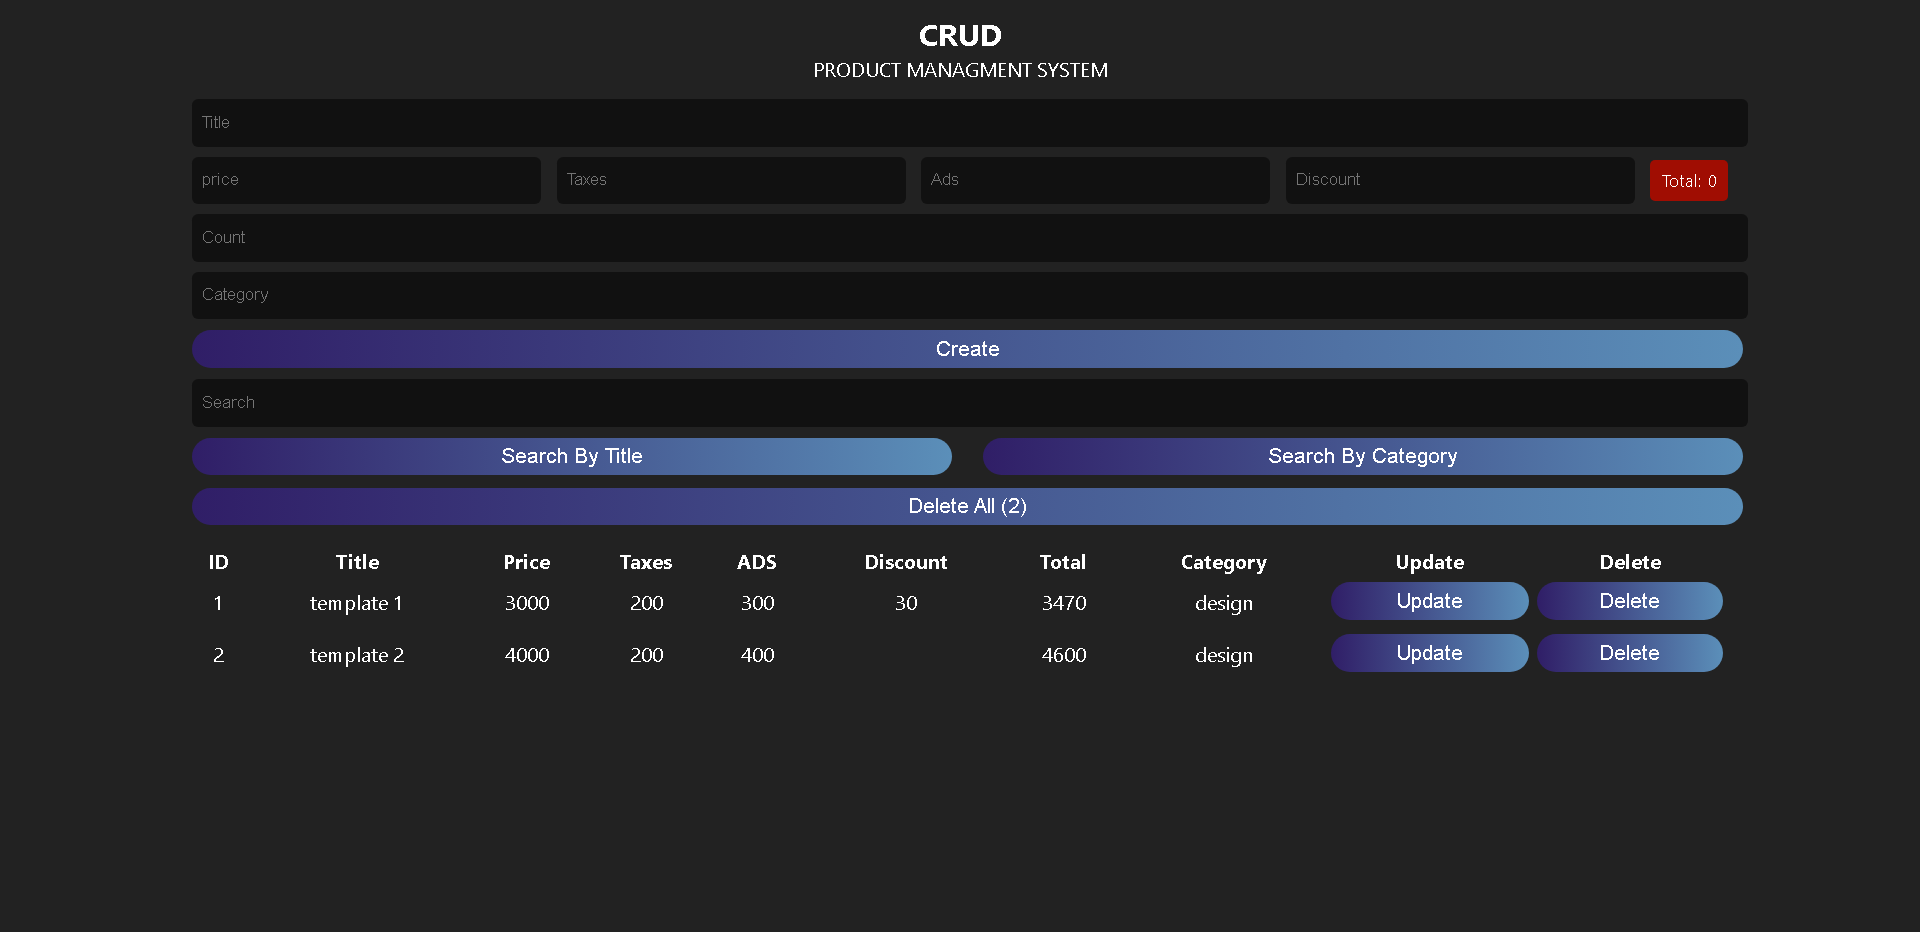 CRUD
PRODUCT MANAGMENT SYSTEM
Title
price Taxes Ads Discount Total: 0
Count
Category
Create
Search
Search By Title Search By Category
Delete All (2)
ID Title Price Taxes ADS Discount Total Category Update Delete
1 template 1 3000 200 300 30 3470 design Update Delete
2 template 2 4000 200 400 4600 design Update Delete